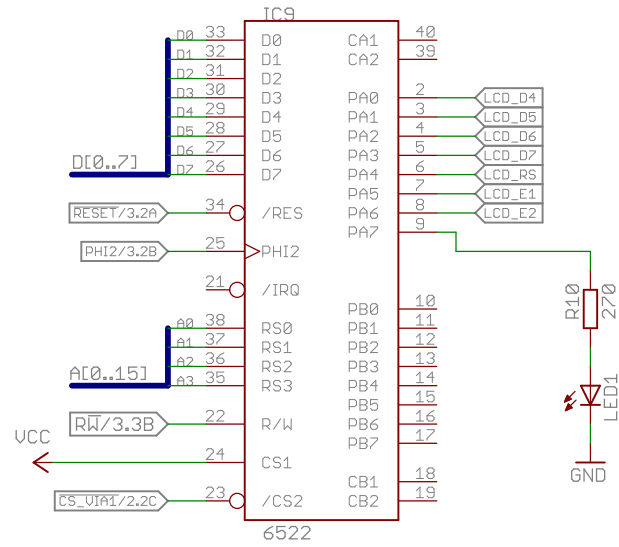 IC9
D0 33 D0 CA1 40
D1 32 D1 CA2 39
D2 31 D2
D3 30 D3 PA0 2 LCD_D4
D4 29 D4 PA1 3 LCD_D5
D5 28 D5 PA2 4 LCD_D6
D6 27 D6 PA3 5 LCD_D7
D[0..7] D7 26 D7 PA4 6 LCD_RS
PA5 7 LCD_E1
RESET/3.2A 34 /RES PA6 8 LCD_E2
PA7 9
PHI2/3.2B 25 PHI2
21 /IRQ
R10 270
PB0 10
A0 38 RS0 PB1 11
A1 37 RS1 PB2 12
A2 36 RS2 PB3 13
A[0..15] A3 35 RS3 PB4 14
PB5 15
LED1
RW/3.3B 22 R/W PB6 16
PB7 17
VCC 24 CS1
CB1 18
GND
CS_VIA1/2.2C 23 /CS2 CB2 19
6522